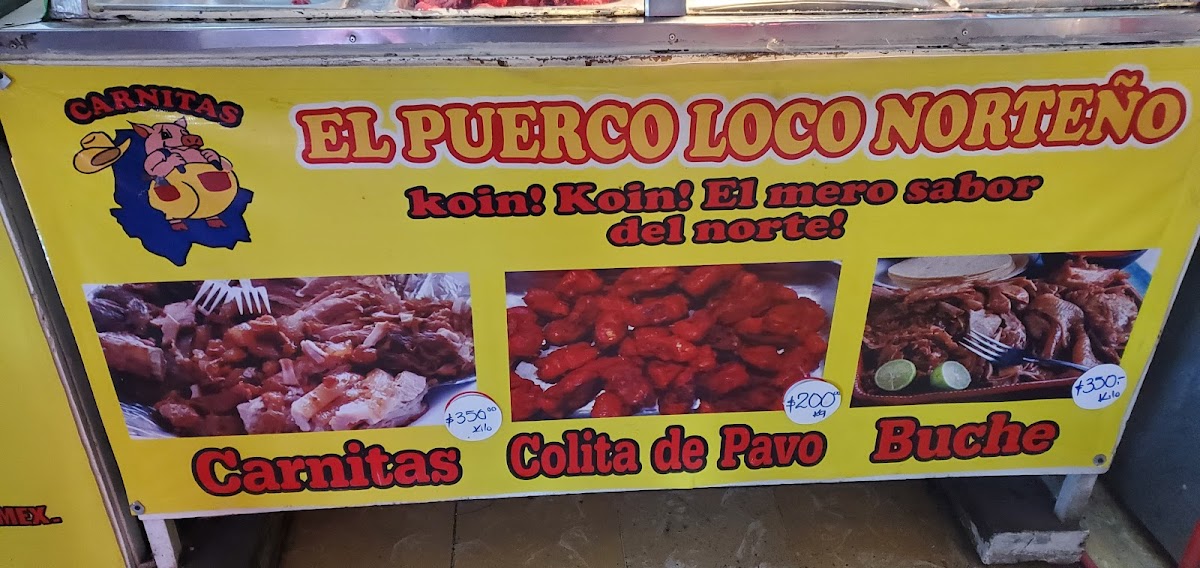 CARNITAS
EL PUERCO LOCO NORTEÑO
koin! Koin! El mero sabor
del norte!
$350.00
Kilo
$200.00
Kg
$350.-
Kilo
Carnitas
Colita de Pavo
Buche
MEX.